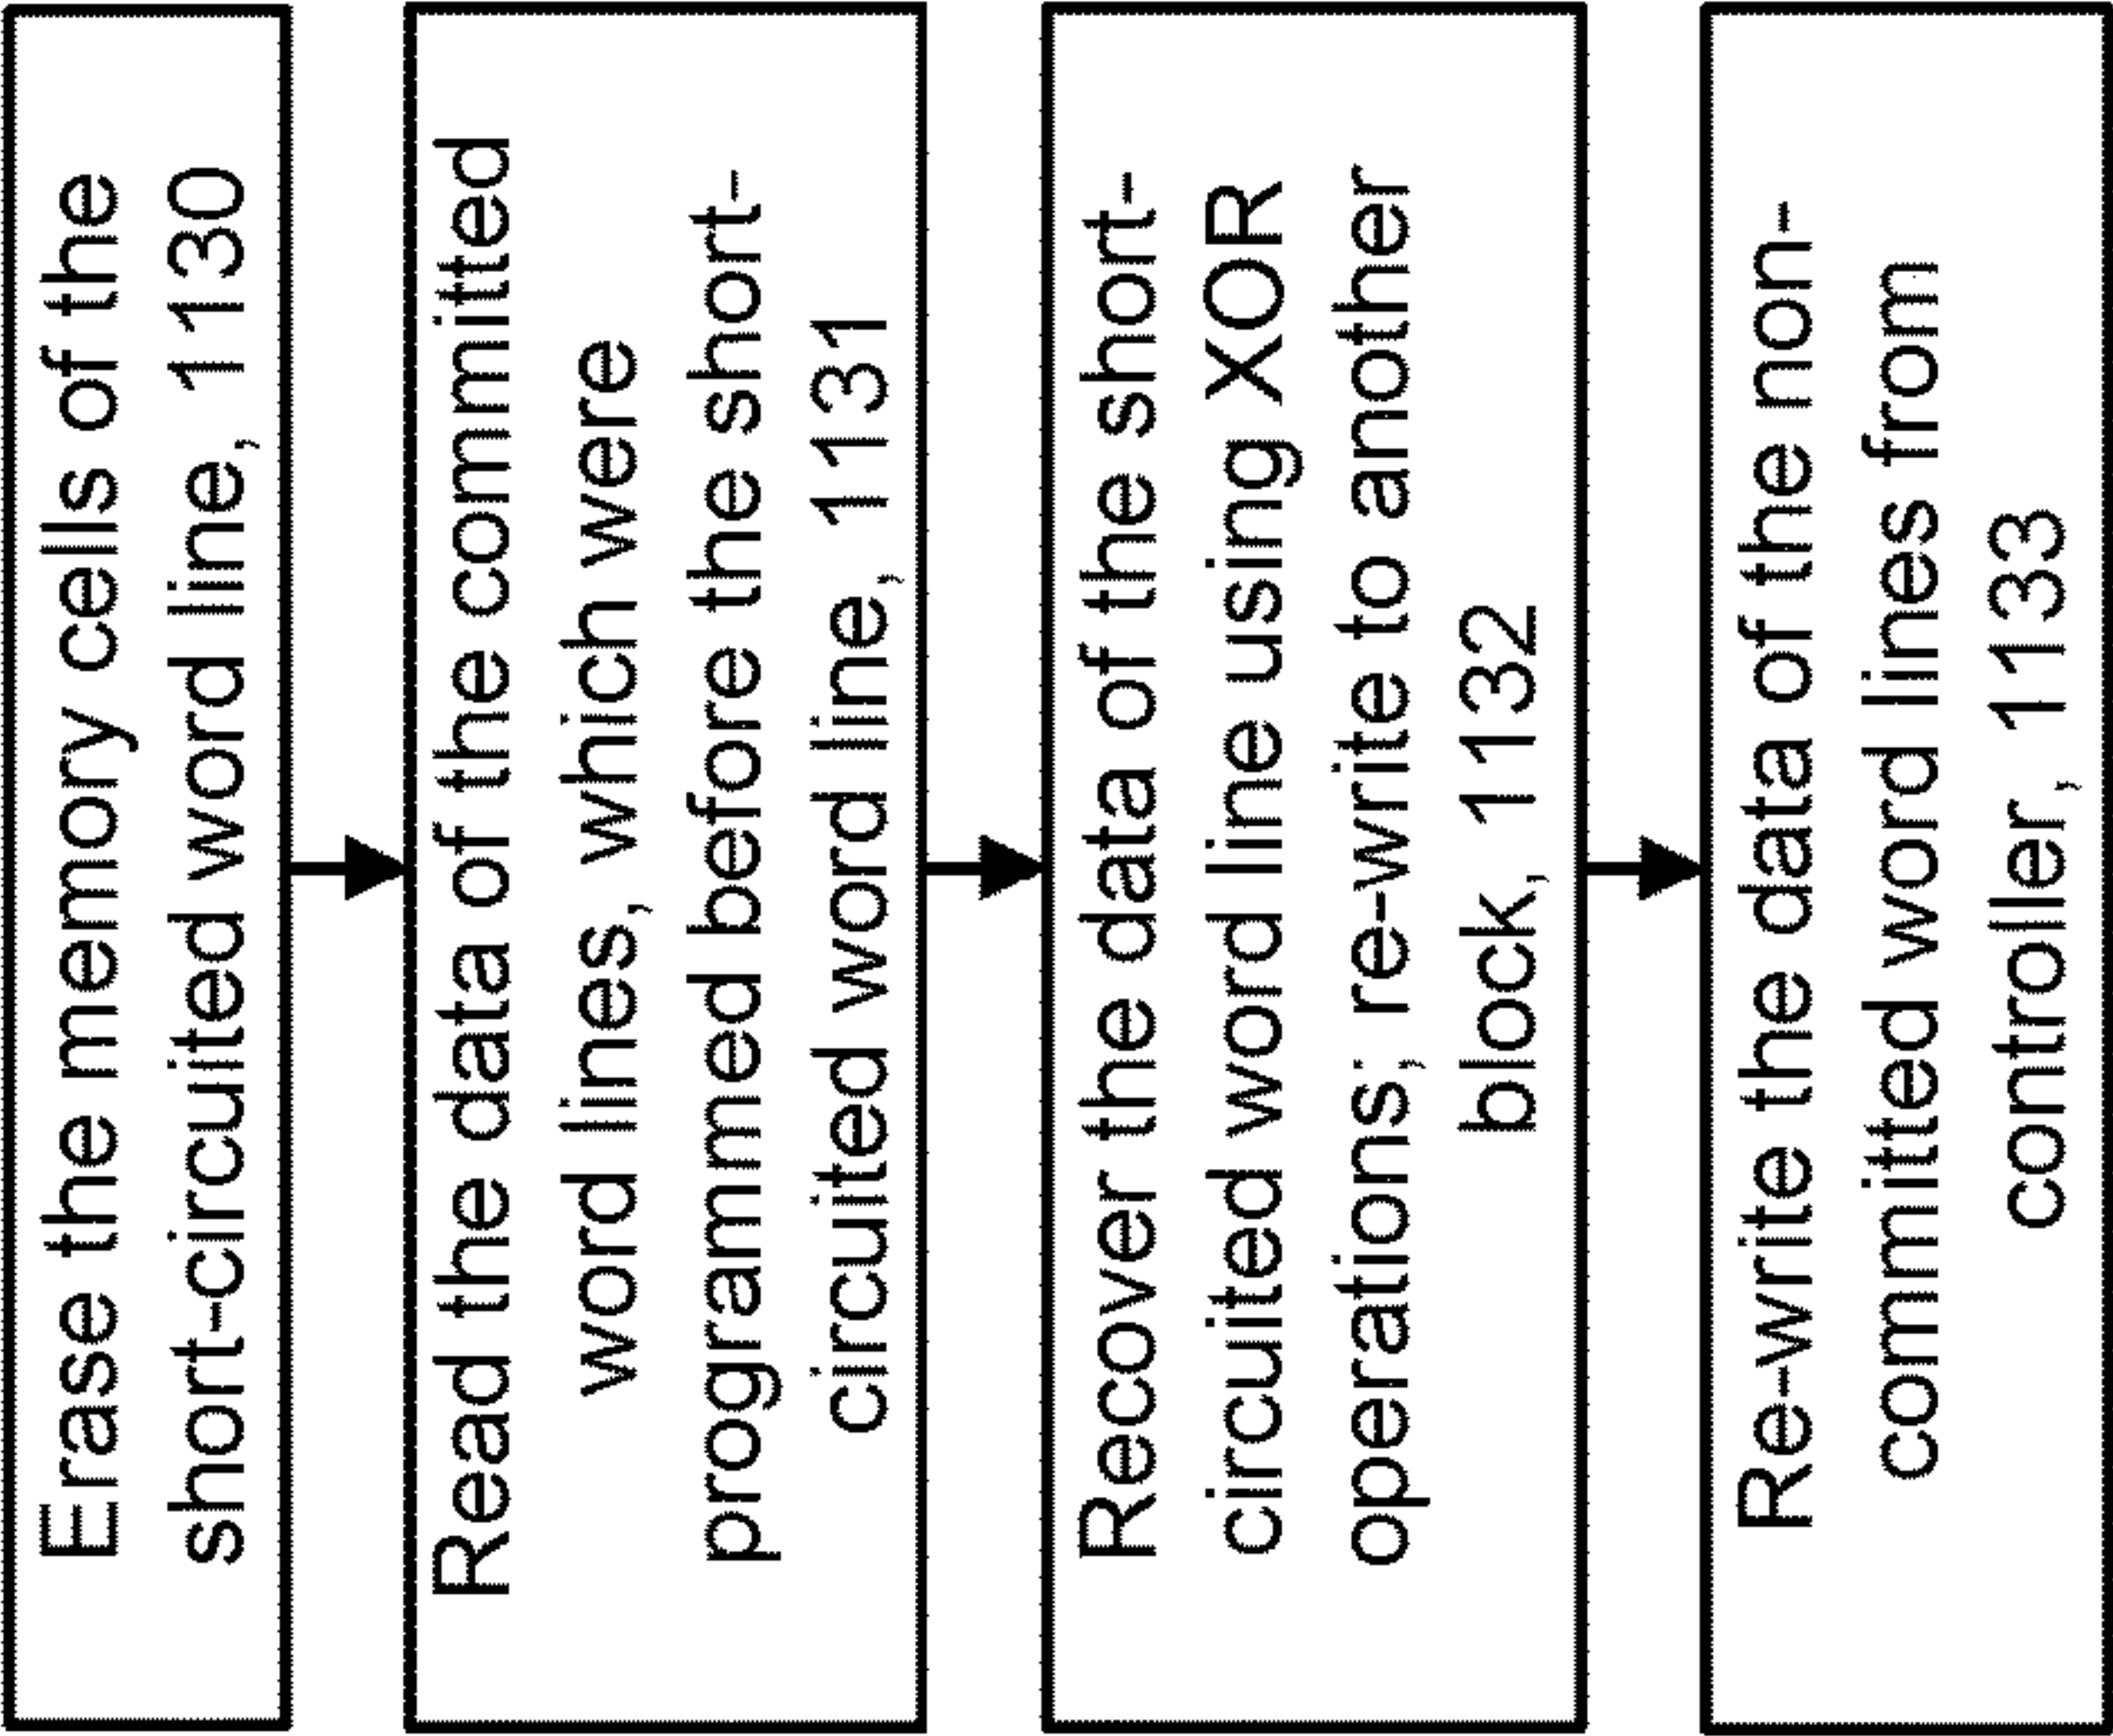 Erase the memory cells of the
short-circuited word line, 1130
Read the data of the committed
word lines, which were
programmed before the short-
circuited word line, 1131
Recover the data of the short-
circuited word line using XOR
operations; re-write to another
block, 1132
Re-write the data of the non-
committed word lines from
controller, 1133